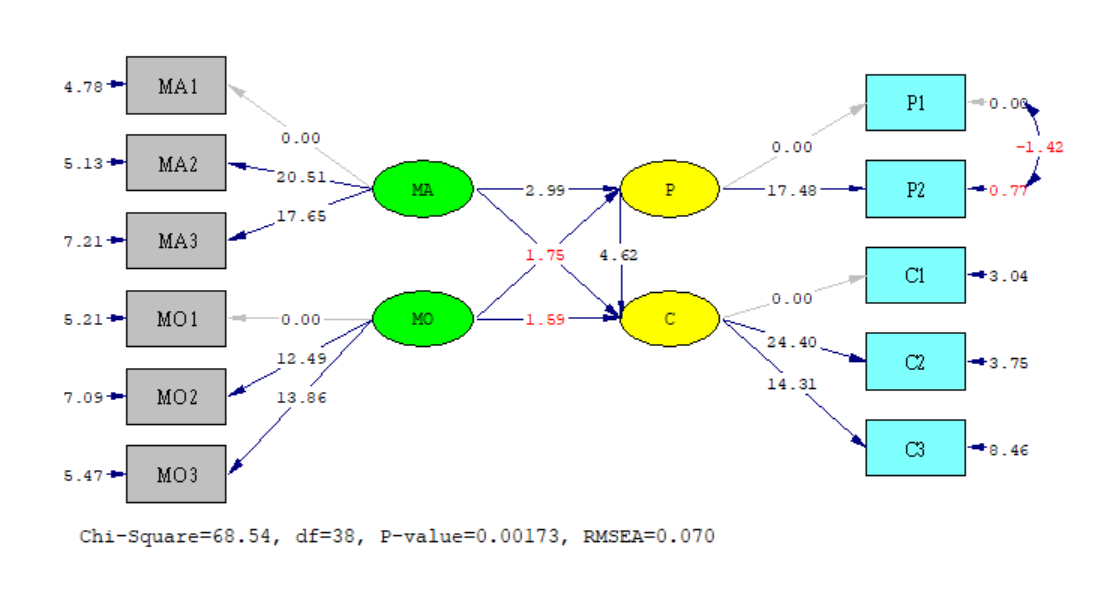 4.78 MA1
5.13 MA2
7.21 MA3
5.21 MO1
7.09 MO2
5.47 MO3
0.00
20.51
17.65
0.00
12.49
13.86
MA
MO
2.99
1.75
4.62
1.59
P
C
0.00
17.48
0.00
24.40
14.31
P1 0.00
-1.42
P2 0.77
C1 3.04
C2 3.75
C3 8.46
Chi-Square=68.54, df=38, P-value=0.00173, RMSEA=0.070